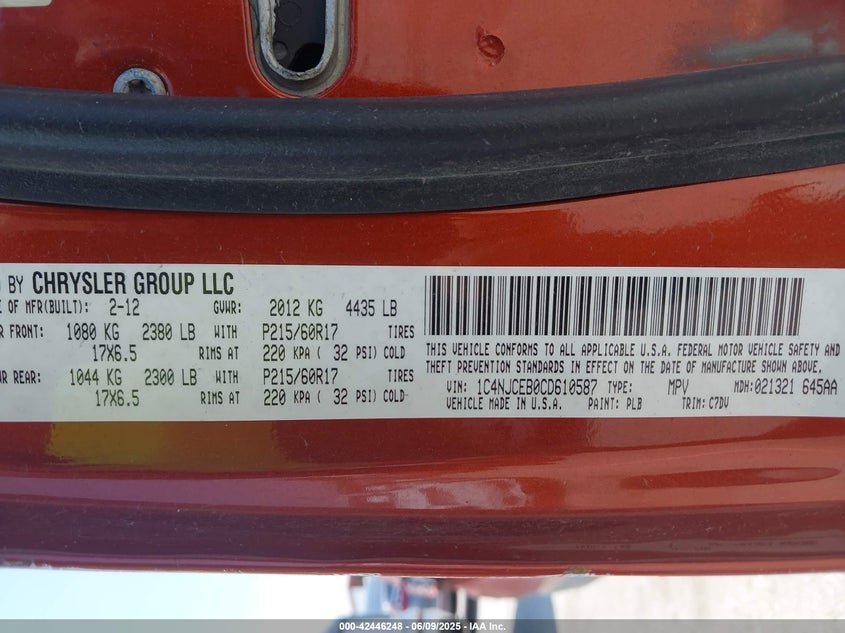 BY CHRYSLER GROUP LLC
OF MFR(BUILT): 2-12 GVWR: 2012 KG 4435 LB
FRONT: 1080 KG 2380 LB WITH P215/60R17 TIRES
17X6.5 RIMS AT 220 KPA ( 32 PSI) COLD
REAR: 1044 KG 2300 LB WITH P215/60R17 TIRES
17X6.5 RIMS AT 220 KPA ( 32 PSI) COLD
THIS VEHICLE CONFORMS TO ALL APPLICABLE U.S.A. FEDERAL MOTOR VEHICLE SAFETY AND
THEFT PREVENTION STANDARDS IN EFFECT ON THE DATE OF MANUFACTURE SHOWN ABOVE.
VIN: 1C4NJCEB0CD610587 TYPE: MPV MDH:021321 645AA
VEHICLE MADE IN U.S.A. PAINT: PLB TRIM: C7DV
000-42446248 - 06/09/2025 - IAA Inc.